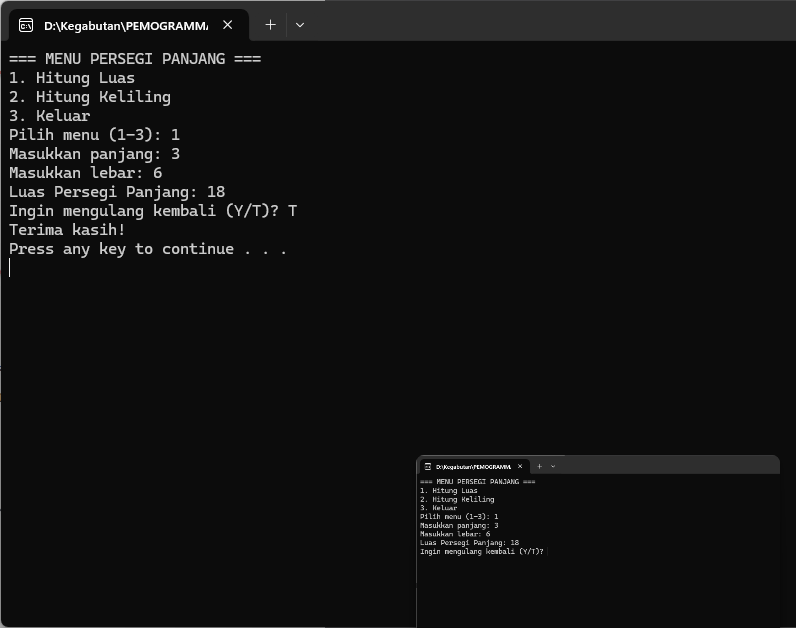 D:\Kegabutan\PEMOGRAMMA
=== MENU PERSEGI PANJANG ===
1. Hitung Luas
2. Hitung Keliling
3. Keluar
Pilih menu (1-3): 1
Masukkan panjang: 3
Masukkan lebar: 6
Luas Persegi Panjang: 18
Ingin mengulang kembali (Y/T)? T
Terima kasih!
Press any key to continue . . .
D:\Kegabutan\PEMOGRAMM
=== MENU PERSEGI PANJANG ===
1. Hitung Luas
2. Hitung Keliling
3. Keluar
Pilih menu (1-3): 1
Masukkan panjang: 3
Masukkan lebar: 6
Luas Persegi Panjang: 18
Ingin mengulang kembali (Y/T)?